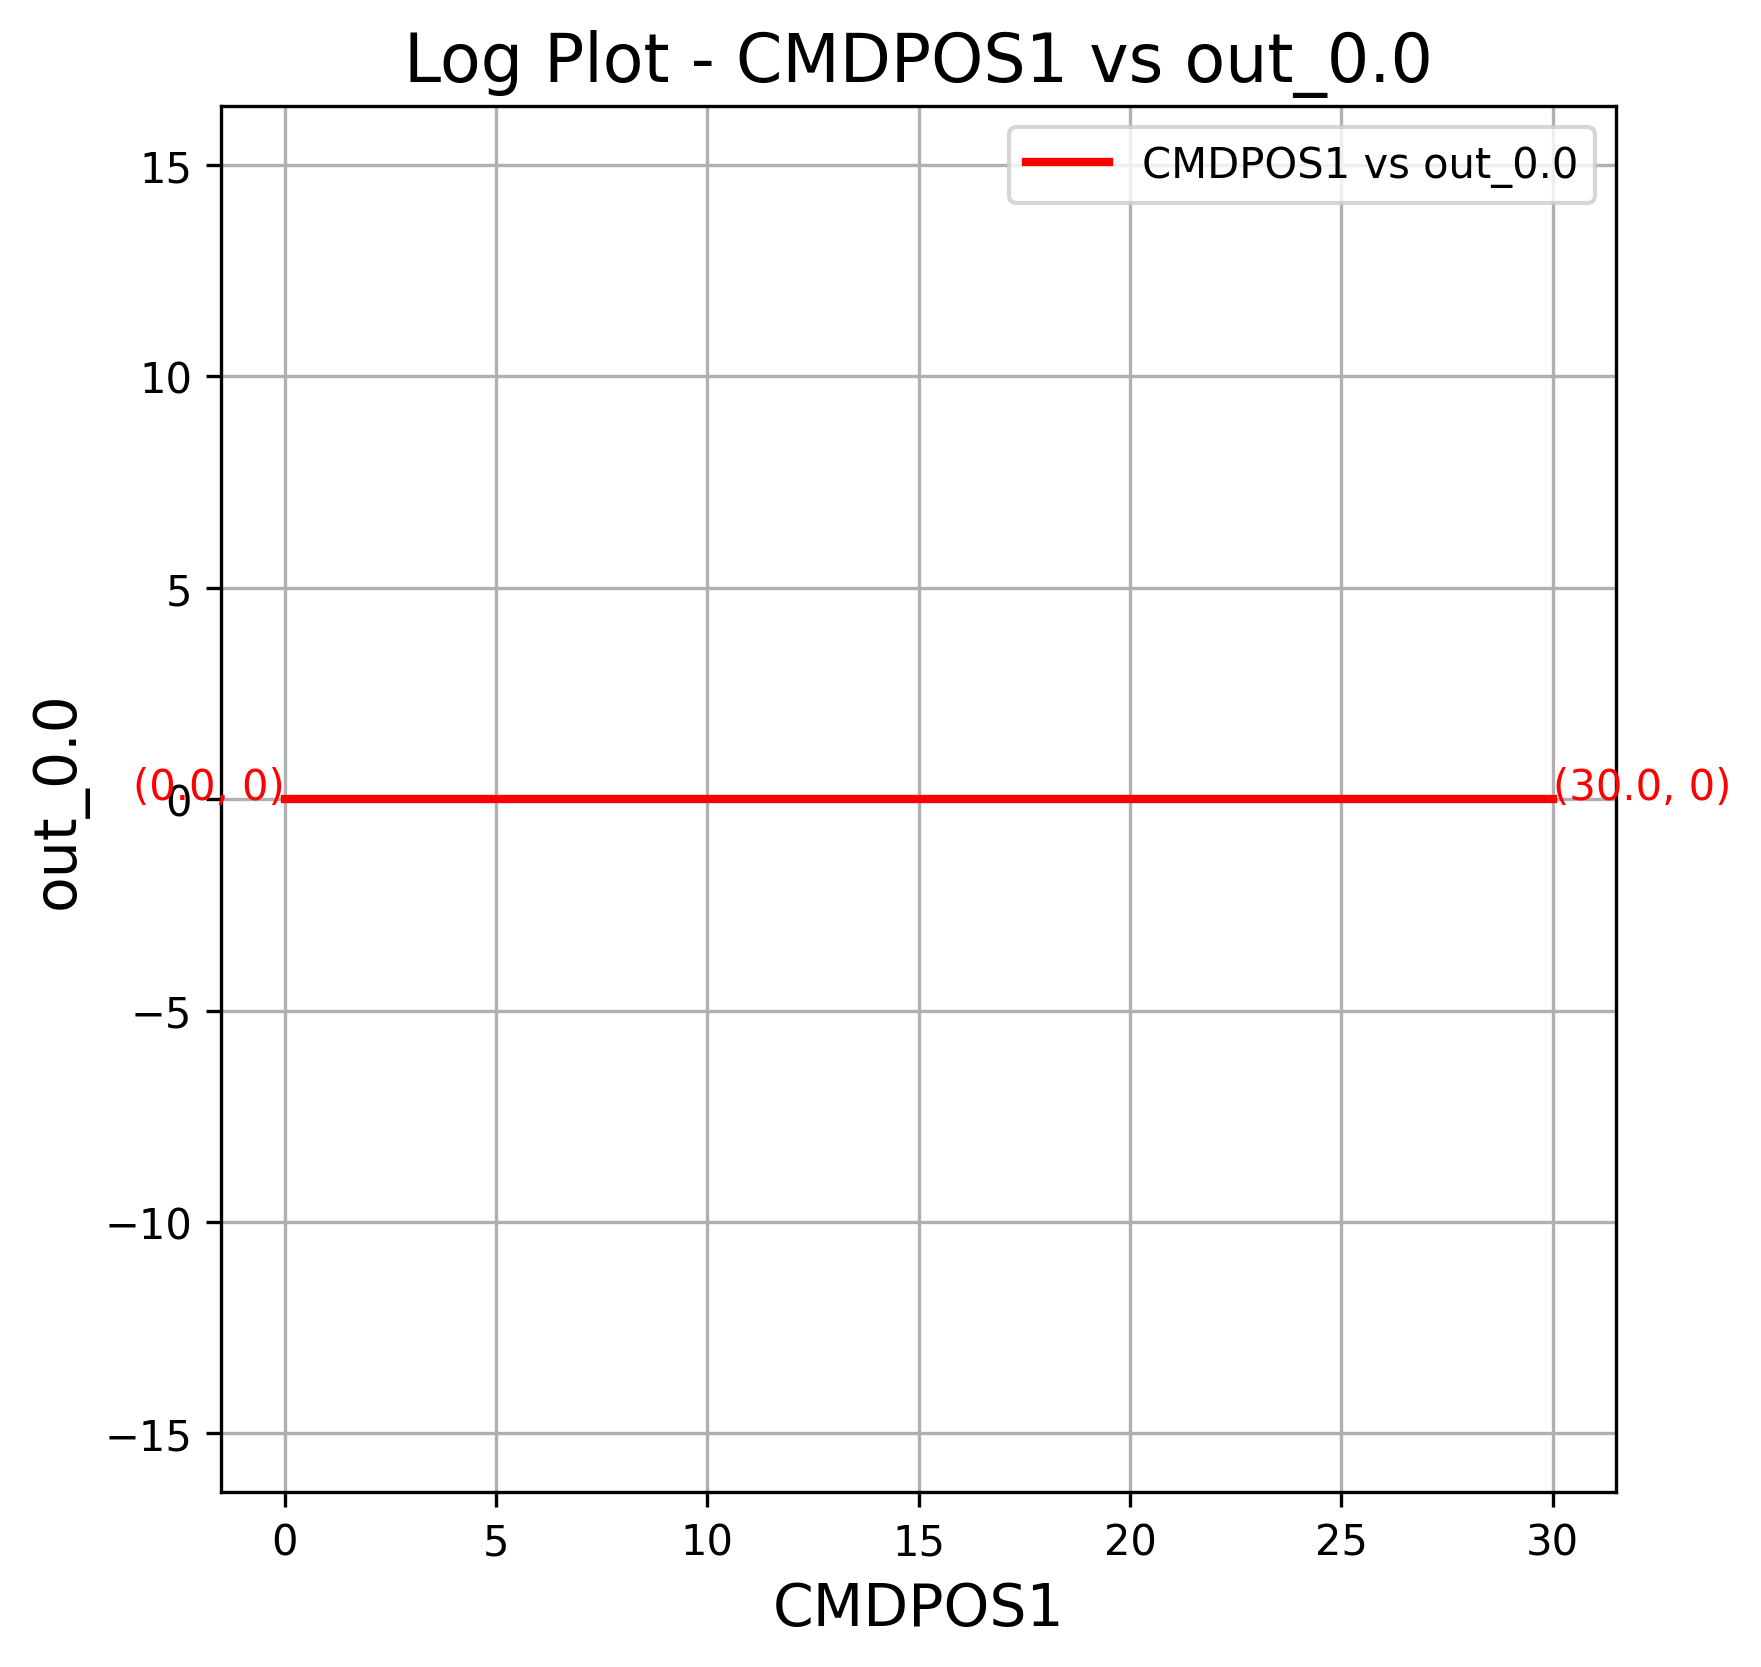 Log Plot - CMDPOS1 vs out_0.0
CMDPOS1 vs out_0.0
15
10
5
0
−5
−10
−15
out_0.0
(0.0, 0)
(30.0, 0)
0 5 10 15 20 25 30
CMDPOS1